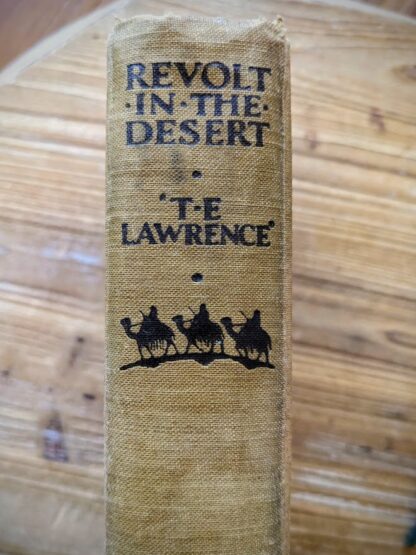 REVOLT
·IN·THE·
DESERT
·
'T·E
LAWRENCE'
·